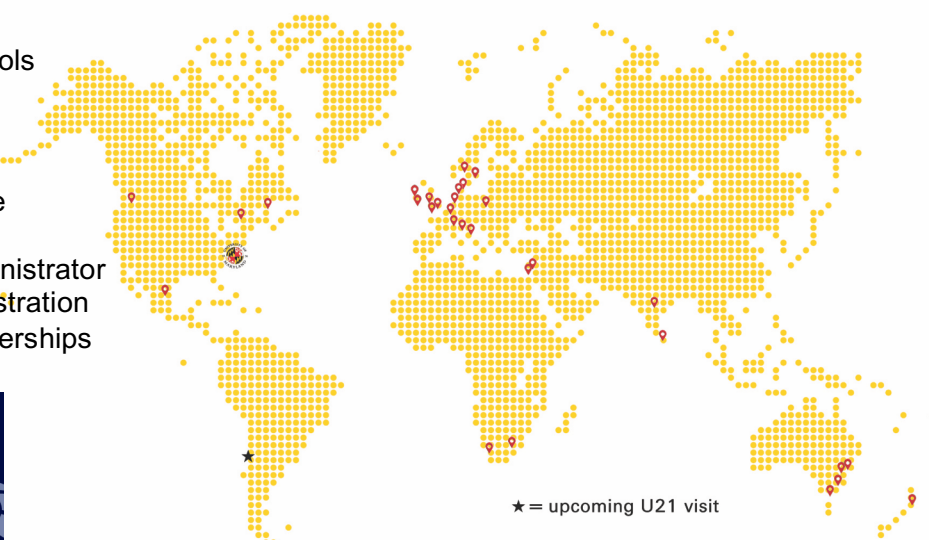 ols
e
nistrator
stration
erships
★= upcoming U21 visit